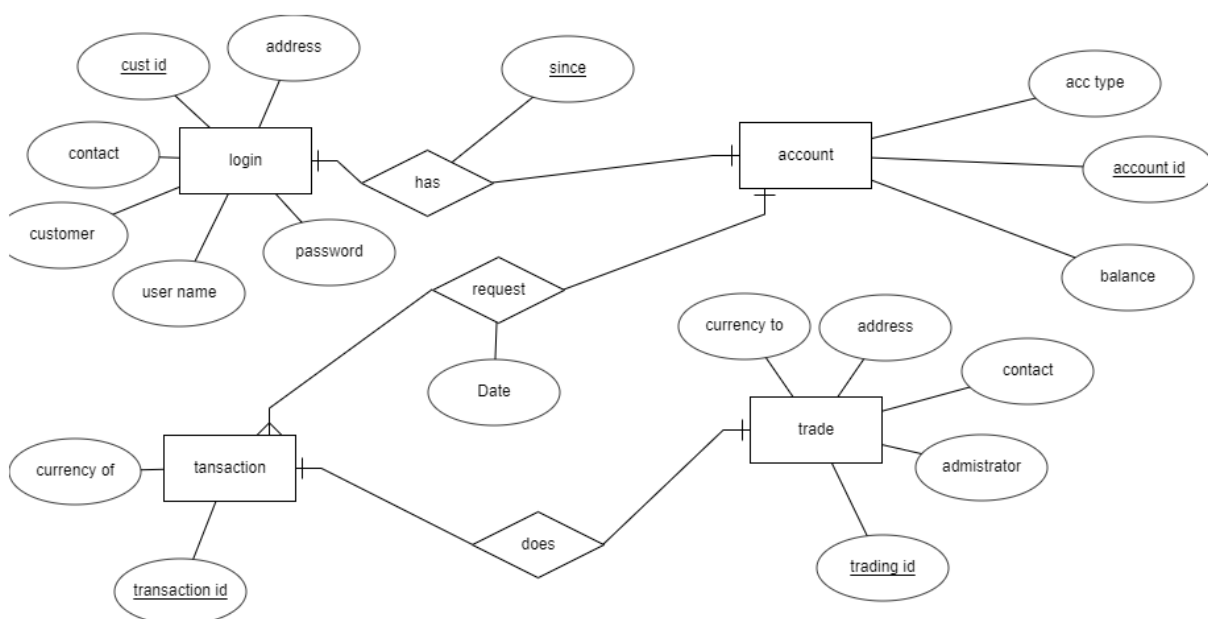 address
cust id
since
acc type
contact
login
account
has
account id
customer
password
user name
request
balance
currency to
address
Date
contact
trade
currency of
tansaction
admistrator
does
trading id
transaction id